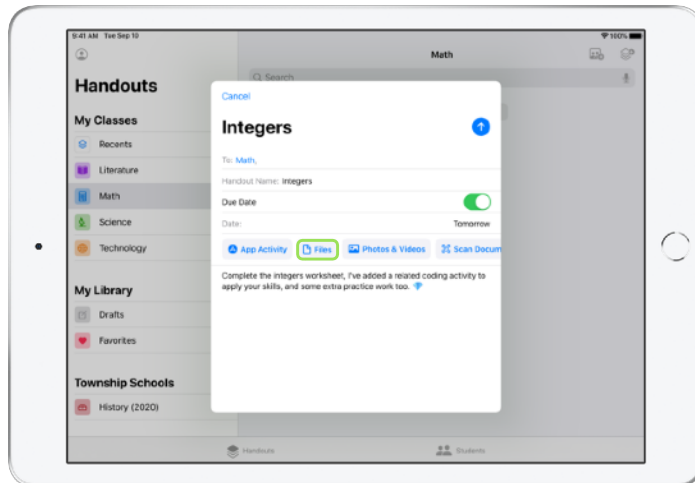 9:41 AM Tue Sep 10
100%
Math
Handouts
Search
My Classes
Recents
Literature
Math
Science
Technology
My Library
Drafts
Favorites
Township Schools
History (2020)
Cancel
Integers
To: Math,
Handout Name: Integers
Due Date
Date: Tomorrow
App Activity Files Photos & Videos Scan Docum
Complete the integers worksheet, I've added a related coding activity to
apply your skills, and some extra practice work too. 💎
Handouts Students